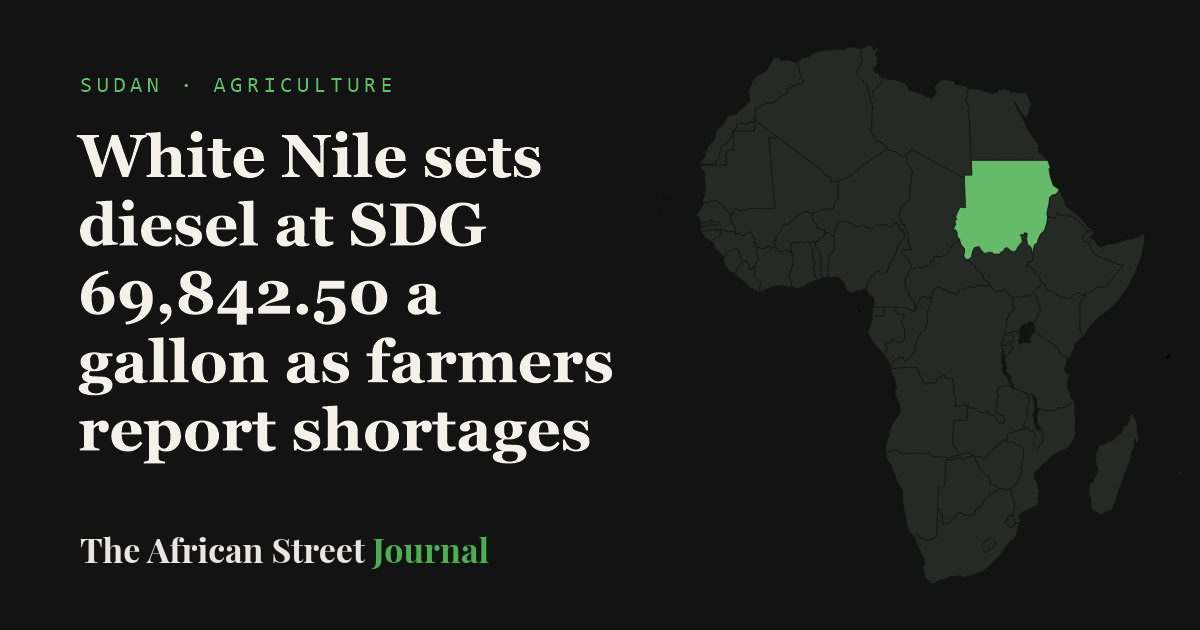 SUDAN · AGRICULTURE
White Nile sets
diesel at SDG
69,842.50 a
gallon as farmers
report shortages
The African Street Journal